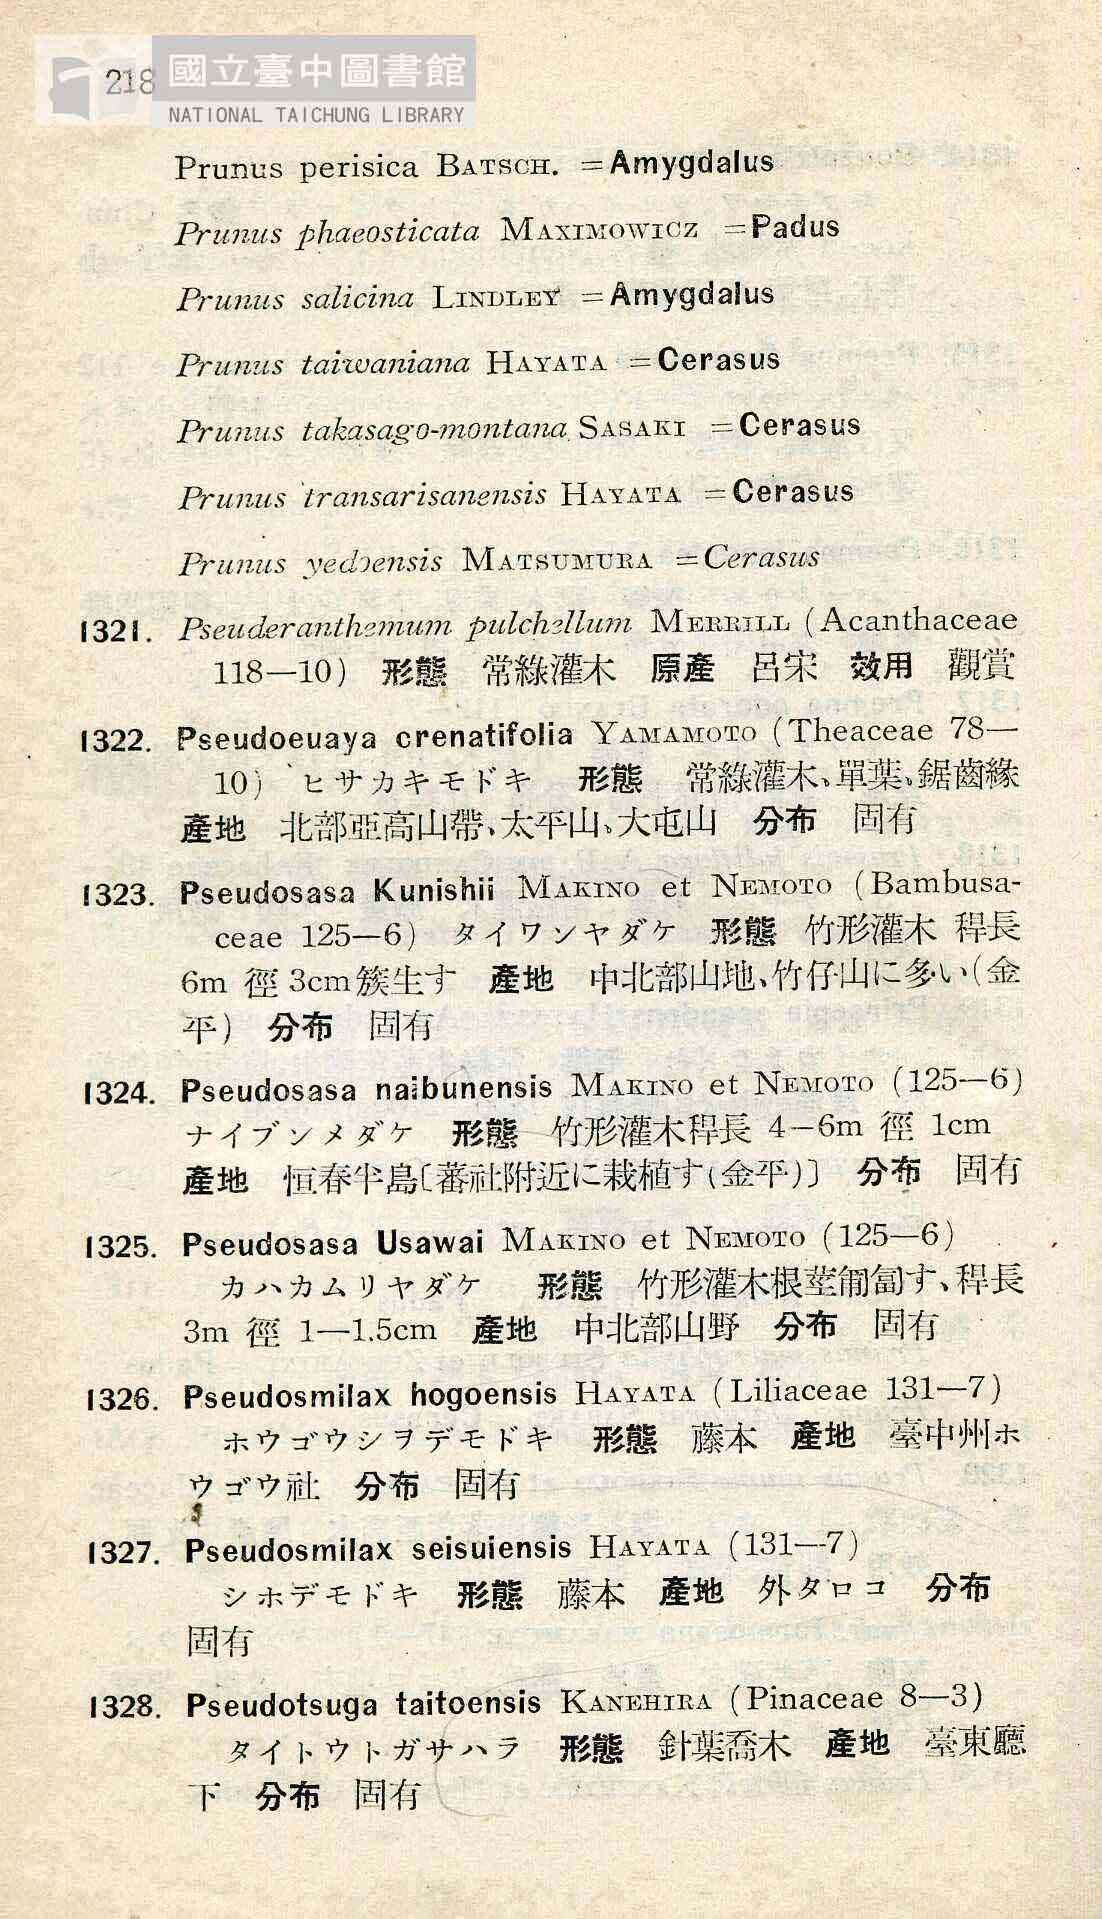 218
國立臺中圖書館
NATIONAL TAICHUNG LIBRARY
Prunus perisica BATSCH. =Amygdalus
Prunus phaeosticata MAXIMOWICZ =Padus
Prunus salicina LINDLEY =Amygdalus
Prunus taiwaniana HAYATA =Cerasus
Prunus takasago-montana SASAKI =Cerasus
Prunus transarisanensis HAYATA =Cerasus
Prunus yedoensis MATSUMURA =Cerasus
1321. Pseuderanthemum pulchellum MERRILL (Acanthaceae
118—10) 形態 常綠灌木 原產 呂宋 效用 觀賞
1322. Pseudoeuaya crenatifolia YAMAMOTO (Theaceae 78—
10) ヒサカキモドキ 形態 常綠灌木、單葉、鋸齒緣
產地 北部亞高山帶、太平山、大屯山 分布 固有
1323. Pseudosasa Kunishii MAKINO et NEMOTO (Bambusa-
ceae 125—6) タイワンヤダケ 形態 竹形灌木 稈長
6m 徑 3cm簇生す 產地 中北部山地、竹仔山に多い(金
平) 分布 固有
1324. Pseudosasa naibunensis MAKINO et NEMOTO (125—6)
ナイブンメダケ 形態 竹形灌木稈長 4—6m 徑 1cm
產地 恒春半島〔蕃社附近に栽植す(金平)〕 分布 固有
1325. Pseudosasa Usawai MAKINO et NEMOTO (125—6)
カハカムリヤダケ 形態 竹形灌木根莖匍匐す、稈長
3m 徑 1—1.5cm 產地 中北部山野 分布 固有
1326. Pseudosmilax hogoensis HAYATA (Liliaceae 131—7)
ホウゴウシヲデモドキ 形態 藤本 產地 臺中州ホ
ウゴウ社 分布 固有
1327. Pseudosmilax seisuiensis HAYATA (131—7)
シホデモドキ 形態 藤本 產地 外タロコ 分布
固有
1328. Pseudotsuga taitoensis KANEHIRA (Pinaceae 8—3)
タイトウトガサハラ 形態 針葉喬木 產地 臺東廳
下 分布 固有